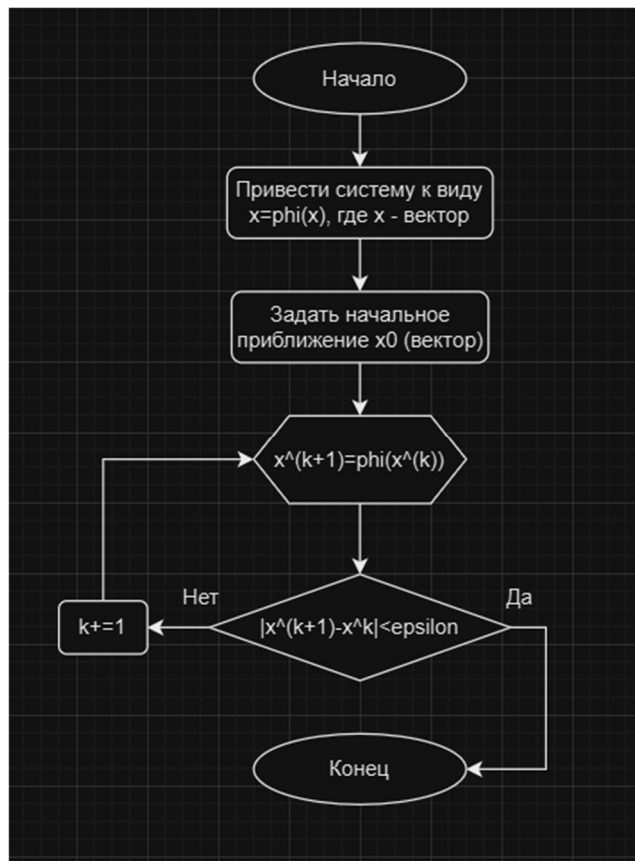 Начало
Привести систему к виду
x=phi(x), где x - вектор
Задать начальное
приближение x0 (вектор)
x^(k+1)=phi(x^(k))
Нет
Да
k+=1
|x^(k+1)-x^k|<epsilon
Конец